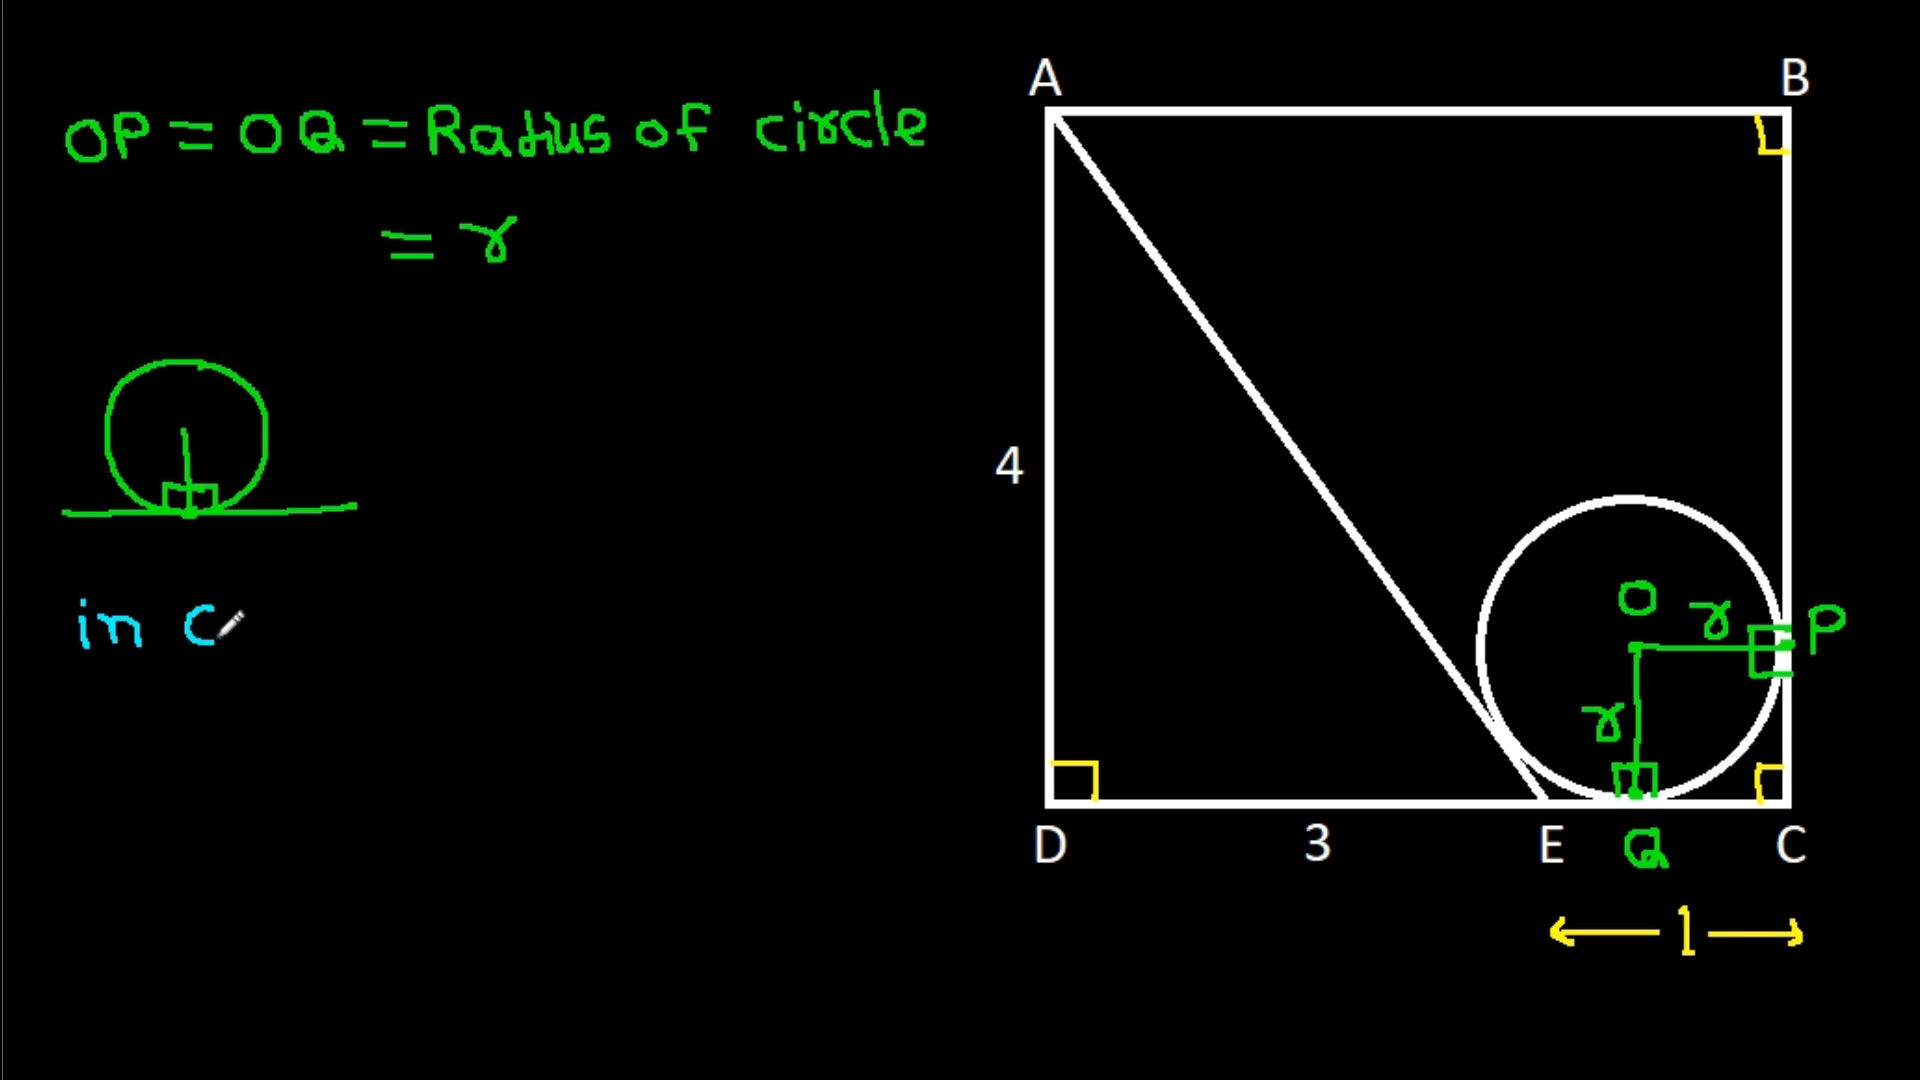 OP = OQ = Radius of circle
= r
in C
A
B
4
O
r
P
r
D
3
E
Q
C
1